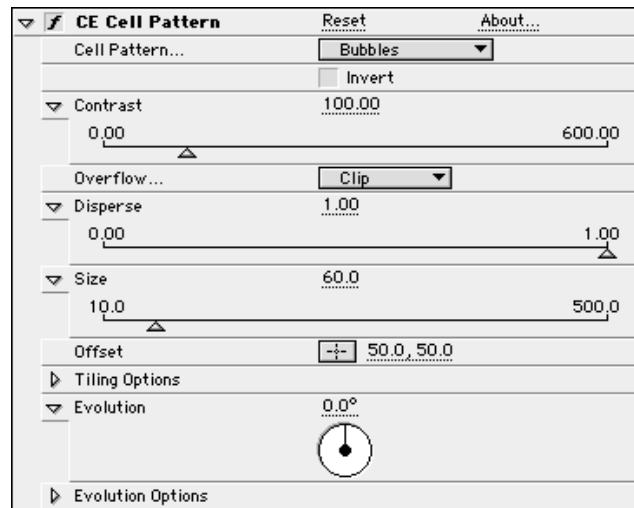 CE Cell Pattern Reset About...
Cell Pattern... Bubbles
Invert
Contrast 100.00
0.00 600.00
Overflow... Clip
Disperse 1.00
0.00 1.00
Size 60.0
10.0 500.0
Offset 50.0, 50.0
Tiling Options
Evolution 0.0°
Evolution Options